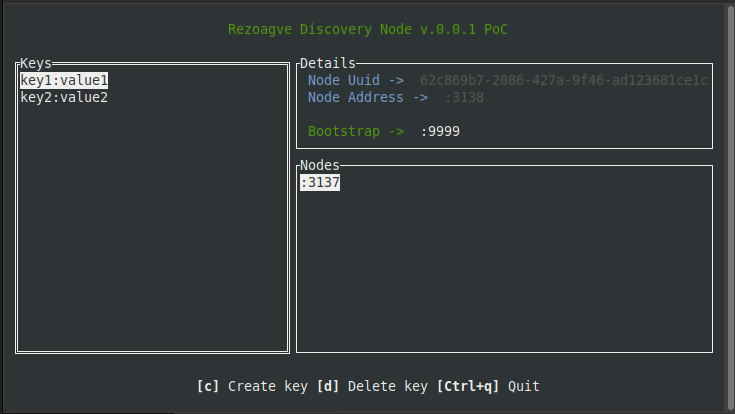 Rezoagve Discovery Node v.0.0.1 PoC
Keys
key1:value1
key2:value2
Details
Node Uuid -> 62c869b7-2086-427a-9f46-ad123681ce1c
Node Address -> :3138
Bootstrap -> :9999
Nodes
:3137
[c] Create key [d] Delete key [Ctrl+q] Quit